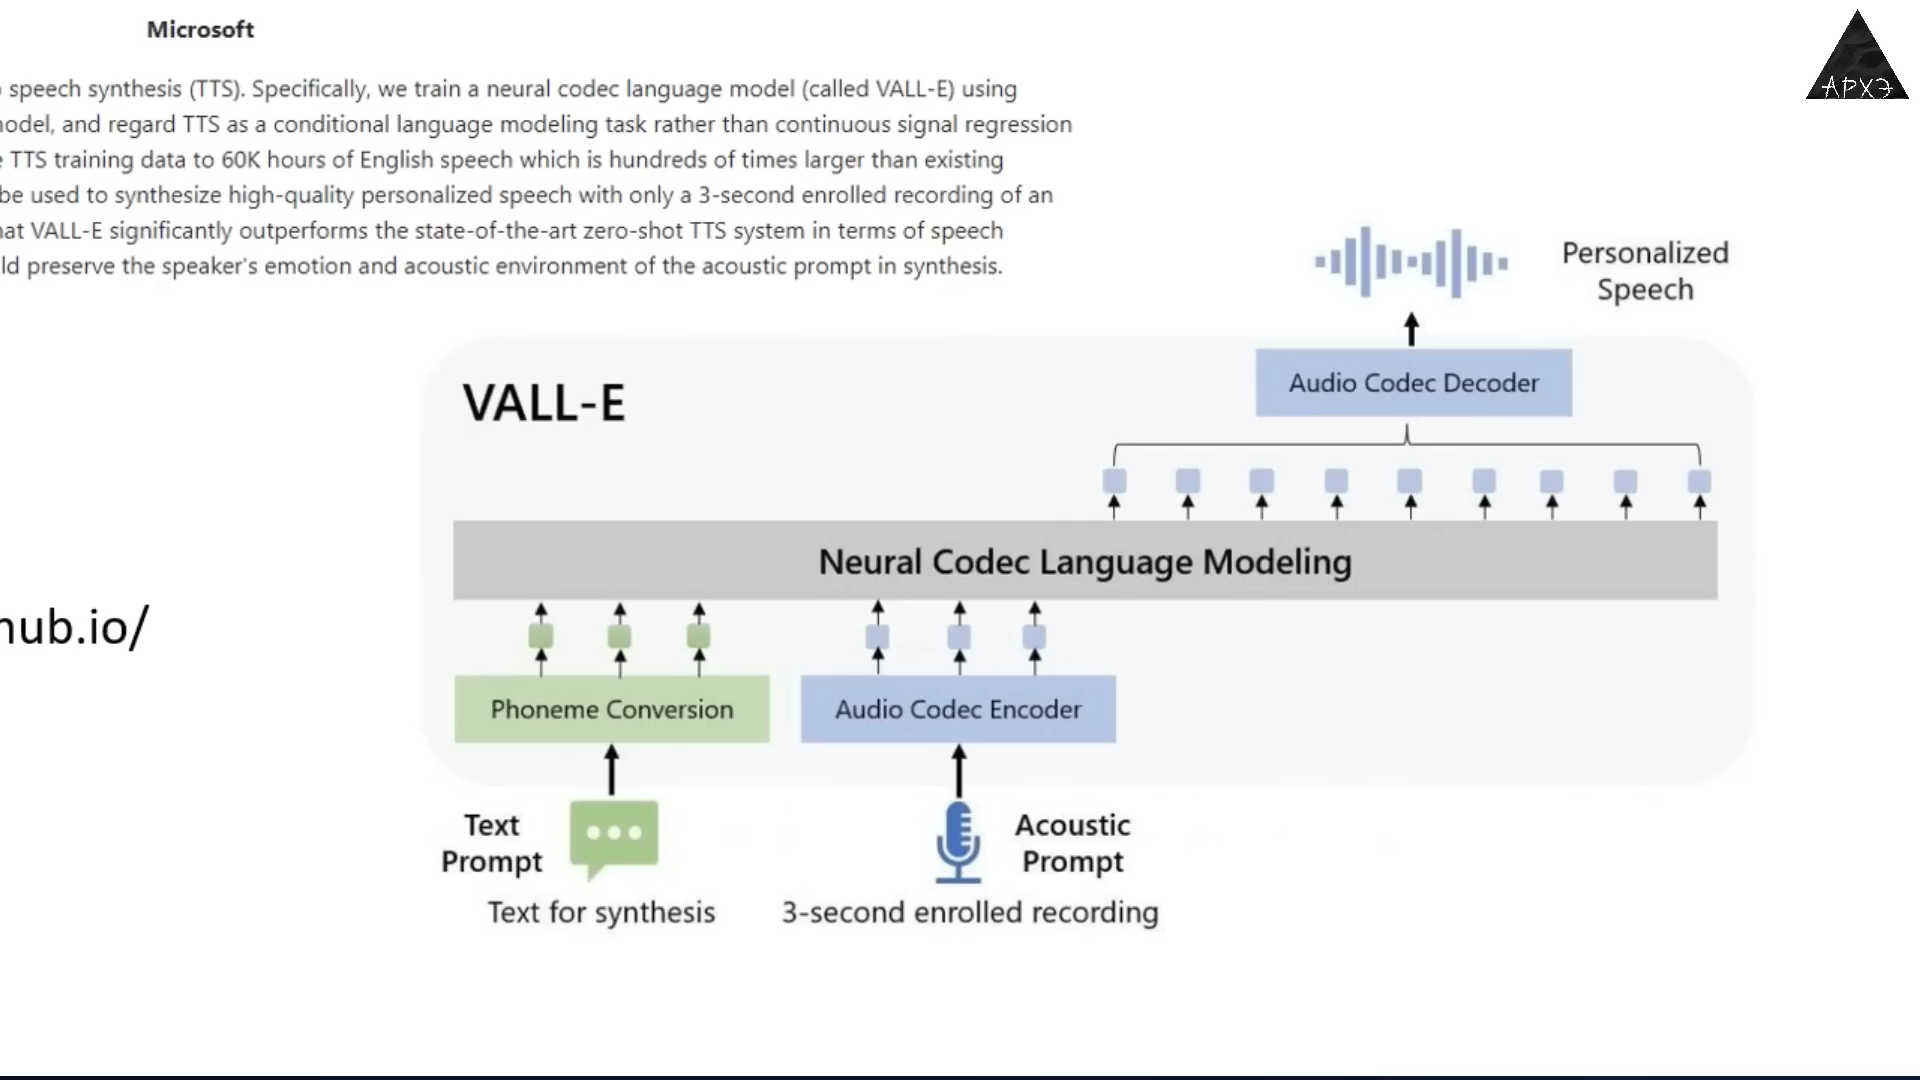 Microsoft
speech synthesis (TTS). Specifically, we train a neural codec language model (called VALL-E) using
odel, and regard TTS as a conditional language modeling task rather than continuous signal regression
TTS training data to 60K hours of English speech which is hundreds of times larger than existing
be used to synthesize high-quality personalized speech with only a 3-second enrolled recording of an
at VALL-E significantly outperforms the state-of-the-art zero-shot TTS system in terms of speech
ld preserve the speaker's emotion and acoustic environment of the acoustic prompt in synthesis.
АРХЭ
Personalized
Speech
VALL-E
Audio Codec Decoder
Neural Codec Language Modeling
hub.io/
Phoneme Conversion
Audio Codec Encoder
Text
Prompt
Acoustic
Prompt
Text for synthesis
3-second enrolled recording